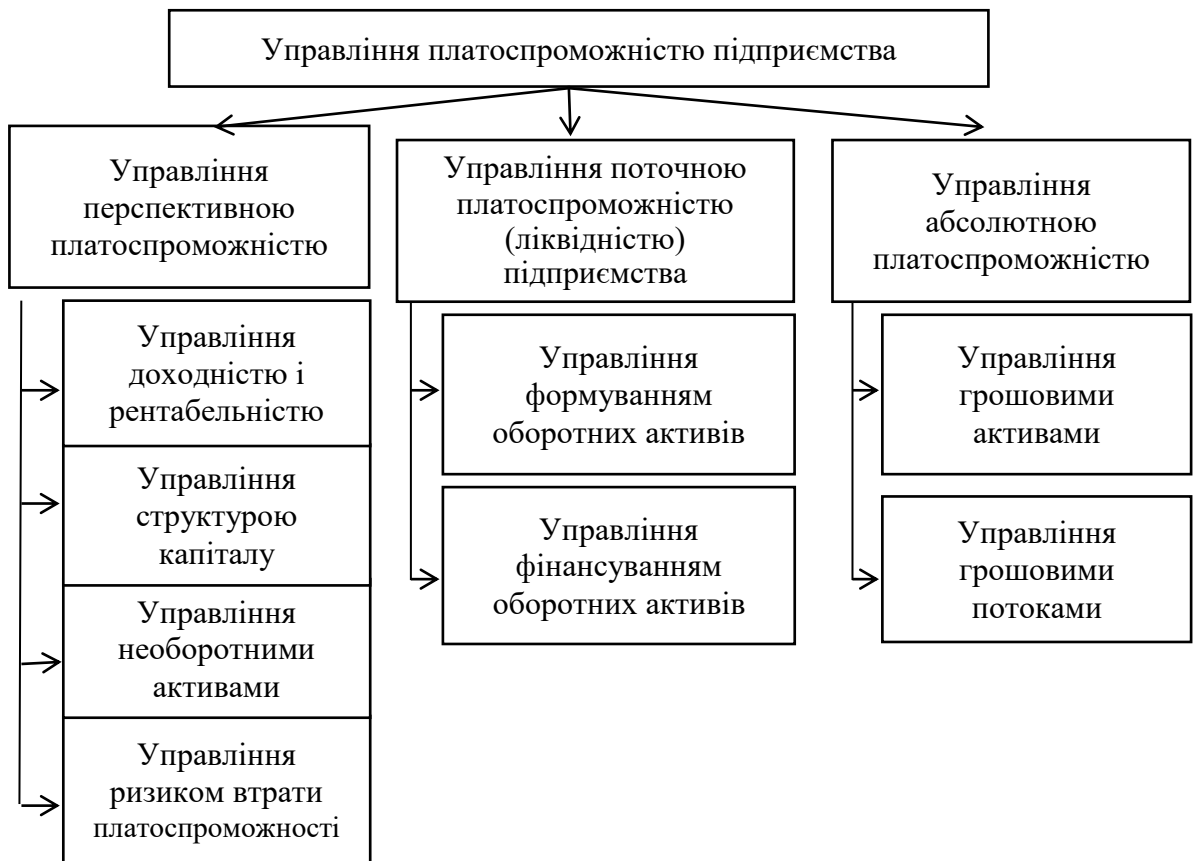 Управління платоспроможністю підприємства
Управління
перспективною
платоспроможністю
Управління
доходністю і
рентабельністю
Управління
структурою
капіталу
Управління
необоротними
активами
Управління
ризиком втрати
платоспроможності
Управління поточною
платоспроможністю
(ліквідністю)
підприємства
Управління
формуванням
оборотних активів
Управління
фінансуванням
оборотних активів
Управління
абсолютною
платоспроможністю
Управління
грошовими
активами
Управління
грошовими
потоками